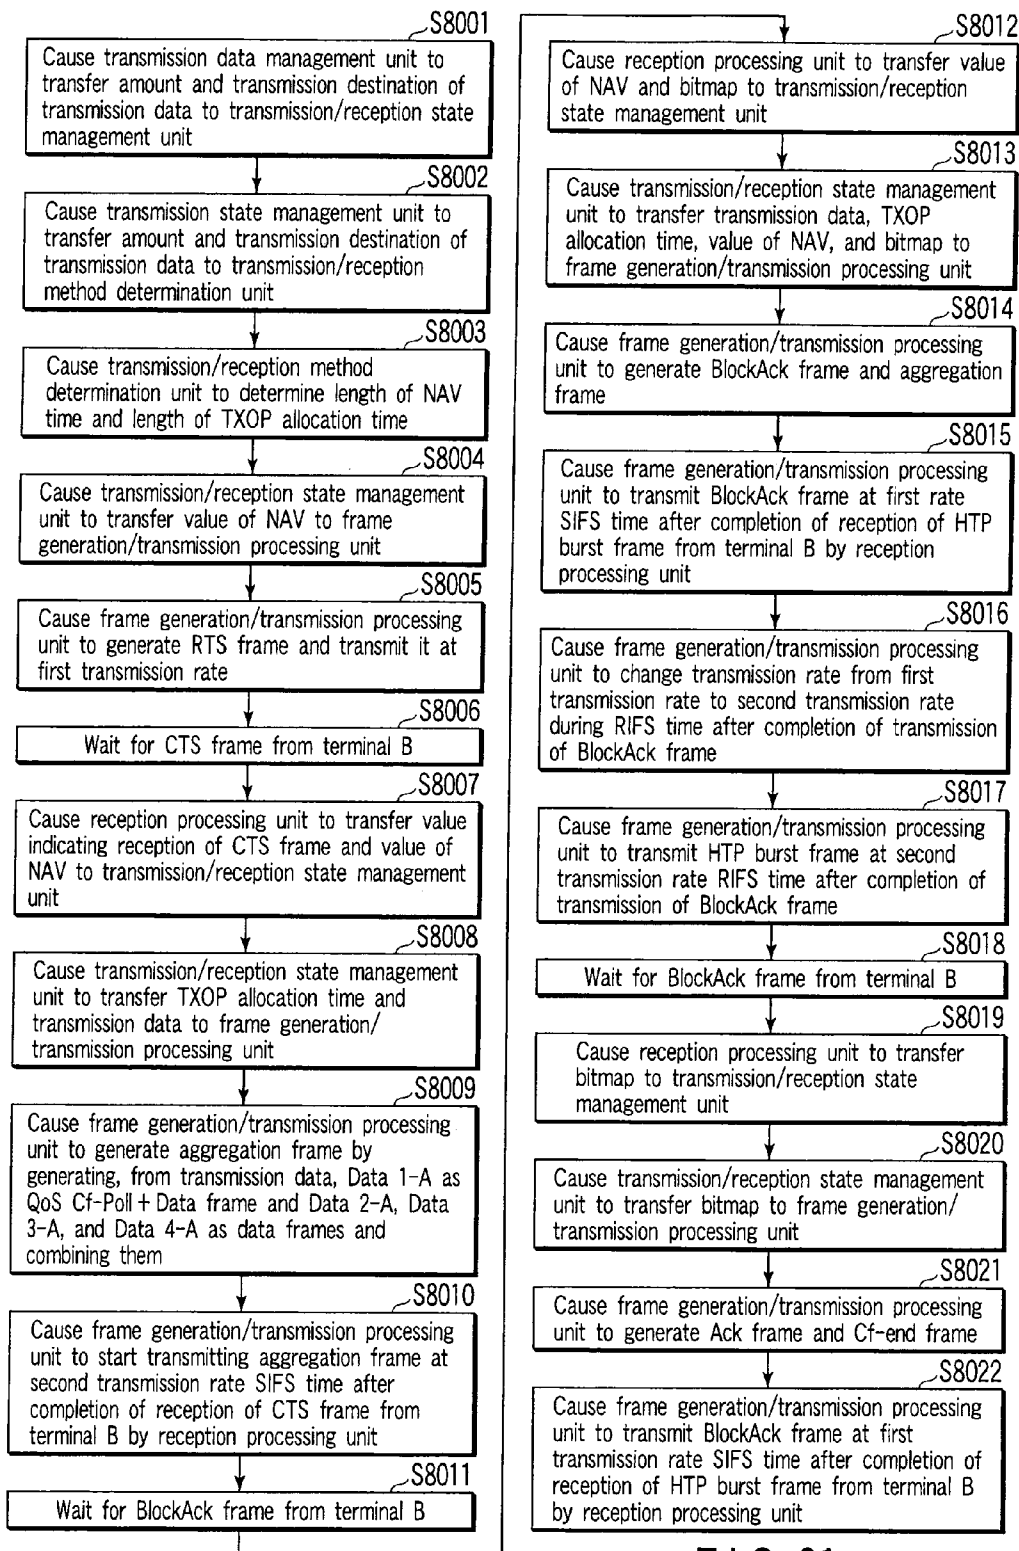 S8001
Cause transmission data management unit to
transfer amount and transmission destination of
transmission data to transmission/reception state
management unit
S8002
Cause transmission state management unit to
transfer amount and transmission destination of
transmission data to transmission/reception
method determination unit
S8003
Cause transmission/reception method
determination unit to determine length of NAV
time and length of TXOP allocation time
S8004
Cause transmission/reception state management
unit to transfer value of NAV to frame
generation/transmission processing unit
S8005
Cause frame generation/transmission processing
unit to generate RTS frame and transmit it at
first transmission rate
S8006
Wait for CTS frame from terminal B
S8007
Cause reception processing unit to transfer value
indicating reception of CTS frame and value of
NAV to transmission/reception state management
unit
S8008
Cause transmission/reception state management
unit to transfer TXOP allocation time and
transmission data to frame generation/
transmission processing unit
S8009
Cause frame generation/transmission processing
unit to generate aggregation frame by
generating, from transmission data, Data 1-A as
QoS Cf-Poll + Data frame and Data 2-A, Data
3-A, and Data 4-A as data frames and
combining them
S8010
Cause frame generation/transmission processing
unit to start transmitting aggregation frame at
second transmission rate SIFS time after
completion of reception of CTS frame from
terminal B by reception processing unit
S8011
Wait for BlockAck frame from terminal B
S8012
Cause reception processing unit to transfer value
of NAV and bitmap to transmission/reception
state management unit
S8013
Cause transmission/reception state management
unit to transfer transmission data, TXOP
allocation time, value of NAV, and bitmap to
frame generation/transmission processing unit
S8014
Cause frame generation/transmission processing
unit to generate BlockAck frame and aggregation
frame
S8015
Cause frame generation/transmission processing
unit to transmit BlockAck frame at first rate
SIFS time after completion of reception of HTP
burst frame from terminal B by reception
processing unit
S8016
Cause frame generation/transmission processing
unit to change transmission rate from first
transmission rate to second transmission rate
during RIFS time after completion of transmission
of BlockAck frame
S8017
Cause frame generation/transmission processing
unit to transmit HTP burst frame at second
transmission rate RIFS time after completion of
transmission of BlockAck frame
S8018
Wait for BlockAck frame from terminal B
S8019
Cause reception processing unit to transfer
bitmap to transmission/reception state
management unit
S8020
Cause transmission/reception state management
unit to transfer bitmap to frame generation/
transmission processing unit
S8021
Cause frame generation/transmission processing
unit to generate Ack frame and Cf-end frame
S8022
Cause frame generation/transmission processing
unit to transmit BlockAck frame at first
transmission rate SIFS time after completion of
reception of HTP burst frame from terminal B
by reception processing unit